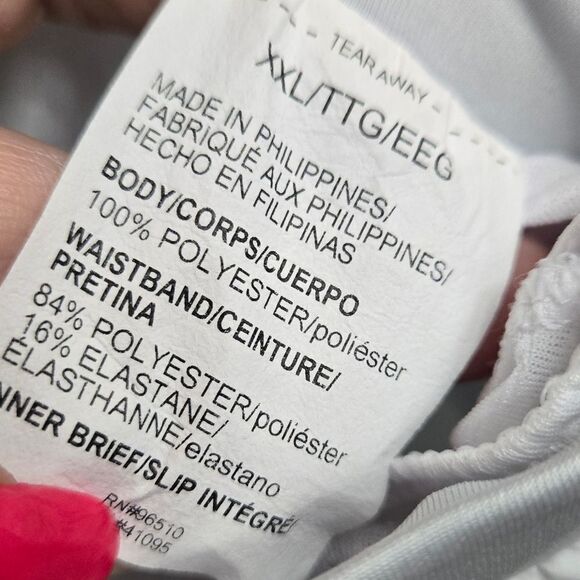 - TEAR AWAY -
XXL/TTG/EEG
MADE IN PHILIPPINES/
FABRIQUÉ AUX PHILIPPINES/
HECHO EN FILIPINAS
BODY/CORPS/CUERPO
100% POLYESTER/poliéster
WAISTBAND/CEINTURE/
PRETINA
84% POLYESTER/poliéster
16% ELASTANE/
ÉLASTHANNE/elastano
INNER BRIEF/SLIP INTÉGRÉ/
RN#96510
#41095